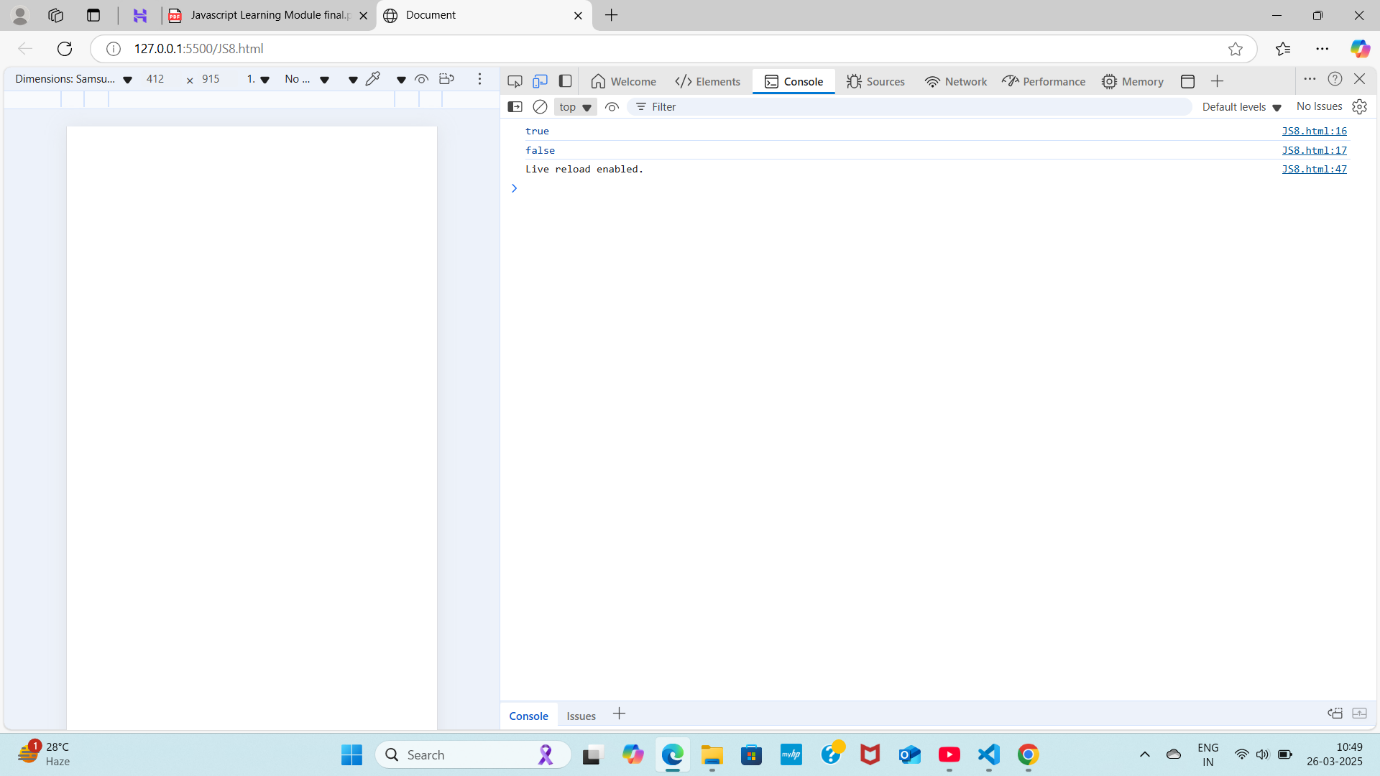 Javascript Learning Module final.p
Document
127.0.0.1:5500/JS8.html
Dimensions: Samsu... 412 × 915 1. No ...
Welcome Elements Console Sources Network Performance Memory
top Filter Default levels No Issues
true JS8.html:16
false JS8.html:17
Live reload enabled. JS8.html:47
Console Issues
1 28°C
Haze
Search
myhp
ENG
IN
10:49
26-03-2025